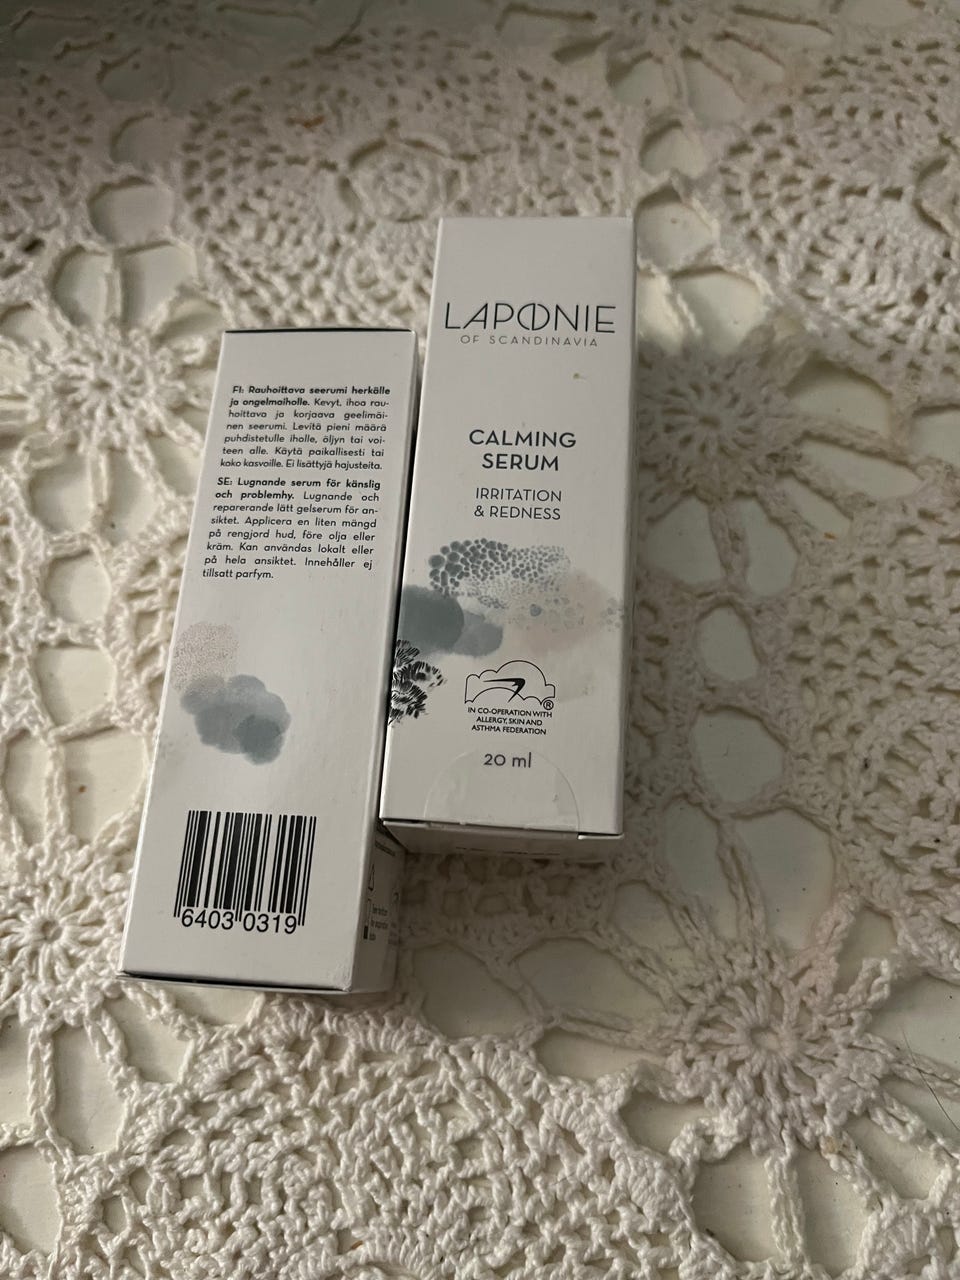 FI: Rauhoittava seerumi herkälle
ja ongelmaiholle. Kevyt, ihoa rau-
hoittava ja korjaava geelimäi-
nen seerumi. Levitä pieni määrä
puhdistetulle iholle, öljyn tai voi-
teen alle. Käytä paikallisesti tai
koko kasvoille. Ei lisättyjä hajusteita.
SE: Lugnande serum för känslig
och problemhy. Lugnande och
reparerande lätt gelserum för an-
siktet. Applicera en liten mängd
på rengjord hud, före olja eller
kräm. Kan användas lokalt eller
på hela ansiktet. Innehåller ej
tillsatt parfym.
6403 0319
LAPONIE
OF SCANDINAVIA
CALMING
SERUM
IRRITATION
& REDNESS
®
IN CO-OPERATION WITH
ALLERGY, SKIN AND
ASTHMA FEDERATION
20 ml